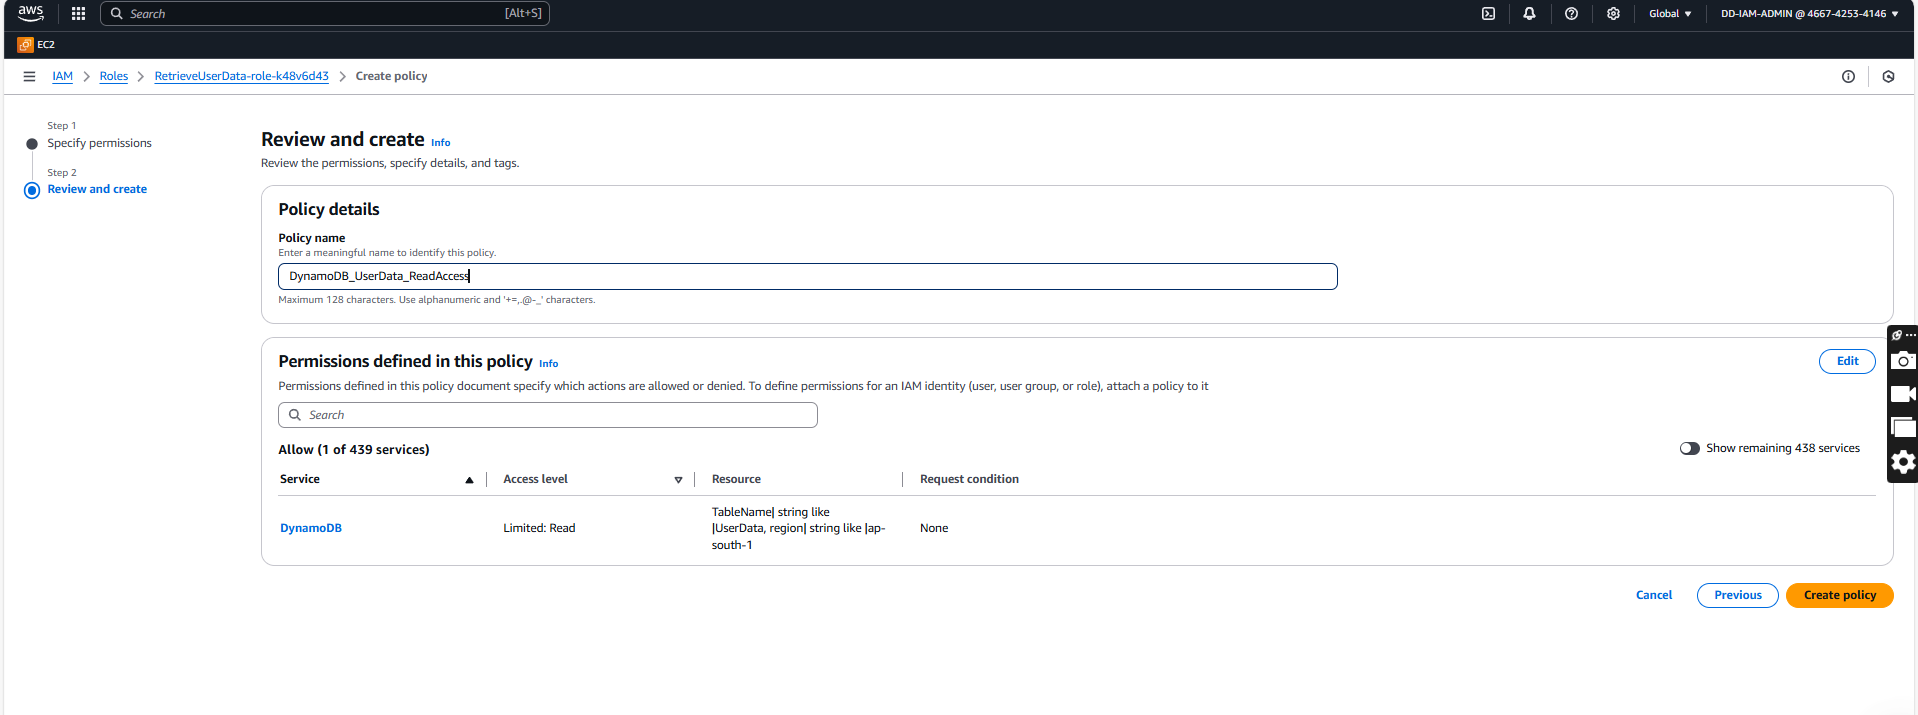 aws
Search
[Alt+S]
Global
DD-IAM-ADMIN @ 4667-4253-4146
EC2
IAM
Roles
RetrieveUserData-role-k48v6d43
Create policy
Step 1
Specify permissions
Step 2
Review and create
Review and create Info
Review the permissions, specify details, and tags.
Policy details
Policy name
Enter a meaningful name to identify this policy.
DynamoDB_UserData_ReadAccess
Maximum 128 characters. Use alphanumeric and '+=,.@-_' characters.
Permissions defined in this policy Info
Edit
Permissions defined in this policy document specify which actions are allowed or denied. To define permissions for an IAM identity (user, user group, or role), attach a policy to it
Search
Allow (1 of 439 services)
Show remaining 438 services
Service
Access level
Resource
Request condition
DynamoDB
Limited: Read
TableName| string like
|UserData, region| string like |ap-
south-1
None
Cancel
Previous
Create policy